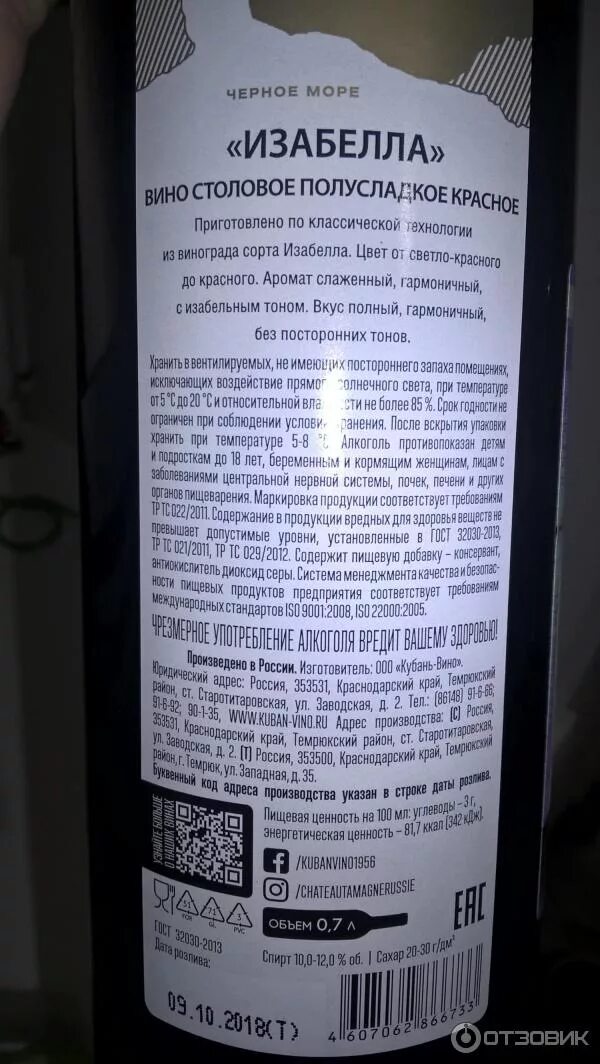 ЧЕРНОЕ МОРЕ
«ИЗАБЕЛЛА»
ВИНО СТОЛОВОЕ ПОЛУСЛАДКОЕ КРАСНОЕ
Приготовлено по классической технологии
из винограда сорта Изабелла. Цвет от светло-красного
до красного. Аромат слаженный, гармоничный,
с изабельным тоном. Вкус полный, гармоничный,
без посторонних тонов.
Хранить в вентилируемых, не имеющих постороннего запаха помещениях,
исключающих воздействие прямого солнечного света, при температуре
от 5 °С до 20 °С и относительной влажности не более 85 %. Срок годности не
ограничен при соблюдении условий хранения. После вскрытия упаковки
хранить при температуре 5-8 °С. Алкоголь противопоказан детям
и подросткам до 18 лет, беременным и кормящим женщинам, лицам с
заболеваниями центральной нервной системы, почек, печени и других
органов пищеварения. Маркировка продукции соответствует требованиям
ТР ТС 022/2011. Содержание в продукции вредных для здоровья веществ не
превышает допустимые уровни, установленные в ГОСТ 32030-2013,
ТР ТС 021/2011, ТР ТС 029/2012. Содержит пищевую добавку – консервант,
антиокислитель диоксид серы. Система менеджмента качества и безопас-
ности пищевых продуктов предприятия соответствует требованиям
международных стандартов ISO 9001:2008, ISO 22000:2005.
ЧРЕЗМЕРНОЕ УПОТРЕБЛЕНИЕ АЛКОГОЛЯ ВРЕДИТ ВАШЕМУ ЗДОРОВЬЮ!
Произведено в России. Изготовитель: ООО «Кубань-Вино».
Юридический адрес: Россия, 353531, Краснодарский край, Темрюкский
район, ст. Старотитаровская, ул. Заводская, д. 2. Тел.: (86148) 91-6-66;
91-6-92; 90-1-35, WWW.KUBAN-VINO.RU Адрес производства: (С) Россия,
353531, Краснодарский край, Темрюкский район, ст. Старотитаровская,
ул. Заводская, д. 2. (Т) Россия, 353500, Краснодарский край, Темрюкский
район, г. Темрюк, ул. Западная, д. 35.
Буквенный код адреса производства указан в строке даты розлива.
УЗНАЙТЕ БОЛЬШЕ
О НАШИХ ВИНАХ
Пищевая ценность на 100 мл: углеводы – 3 г,
энергетическая ценность – 81,7 ккал (342 кДж).
/KUBANVINO1956
/CHATEAUTAMAGNERUSSIE
51
FOR
71
GL
3
PVC
ОБЪЕМ 0,7 л
EAC
ГОСТ 32030-2013
Дата розлива:
Спирт 10,0-12,0 % об. | Сахар 20-30 г/дм³
09.10.2018(Т)
4 607062 866733
ОТЗОВИК